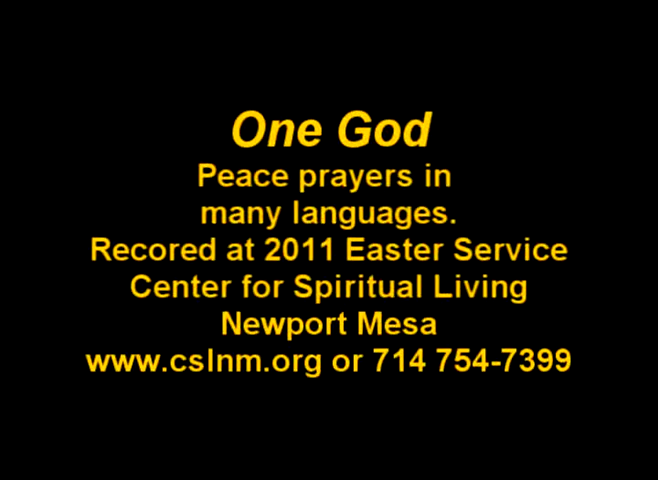 One God
Peace prayers in
many languages.
Recored at 2011 Easter Service
Center for Spiritual Living
Newport Mesa
www.cslnm.org or 714 754-7399